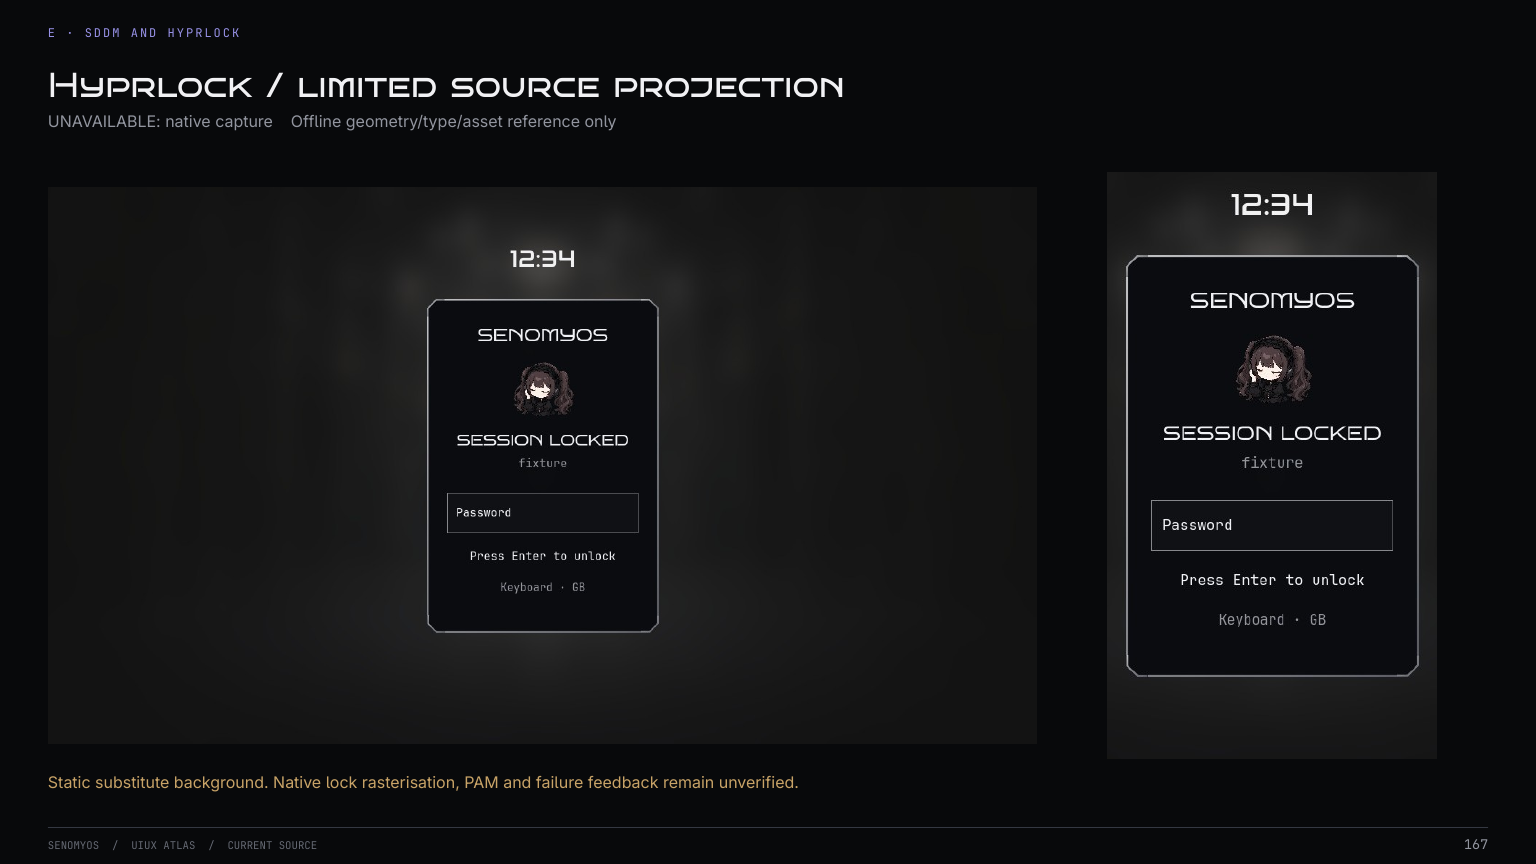 E · SDDM AND HYPRLOCK
HYPRLOCK / LIMITED SOURCE PROJECTION
UNAVAILABLE: native capture Offline geometry/type/asset reference only
12:34
SENOMYOS
SESSION LOCKED
fixture
Password
Press Enter to unlock
Keyboard · GB
12:34
SENOMYOS
SESSION LOCKED
fixture
Password
Press Enter to unlock
Keyboard · GB
Static substitute background. Native lock rasterisation, PAM and failure feedback remain unverified.
SENOMYOS / UIUX ATLAS / CURRENT SOURCE
167